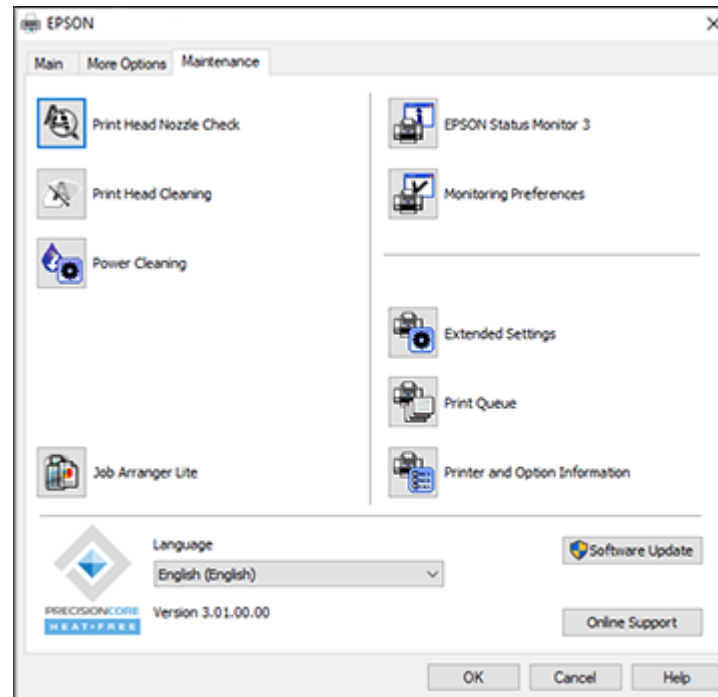 EPSON
Main
More Options
Maintenance
Print Head Nozzle Check
Print Head Cleaning
Power Cleaning
Job Arranger Lite
EPSON Status Monitor 3
Monitoring Preferences
Extended Settings
Print Queue
Printer and Option Information
PRECISIONCORE
HEAT-FREE
Language
English (English)
Version 3.01.00.00
Software Update
Online Support
OK
Cancel
Help